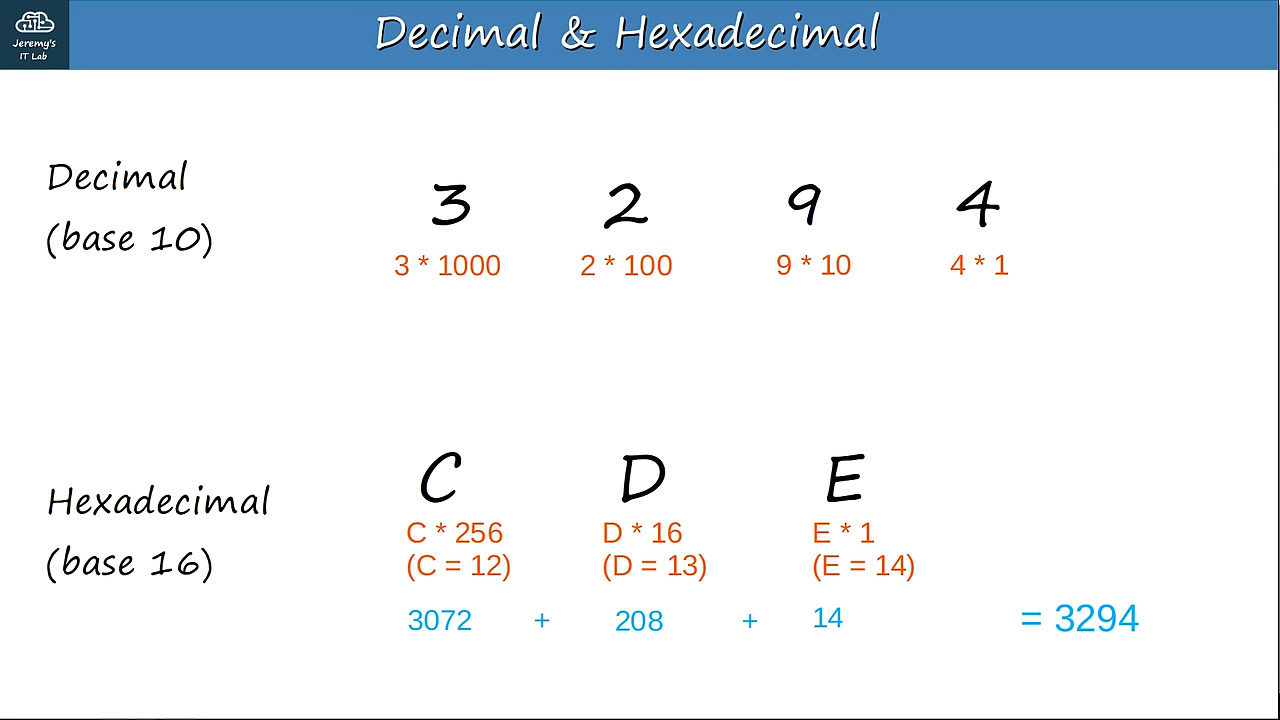 Jeremy's
IT Lab
Decimal & Hexadecimal
Decimal
(base 10)
3 2 9 4
3 * 1000 2 * 100 9 * 10 4 * 1
Hexadecimal
(base 16)
C D E
C * 256 D * 16 E * 1
(C = 12) (D = 13) (E = 14)
3072 + 208 + 14 = 3294